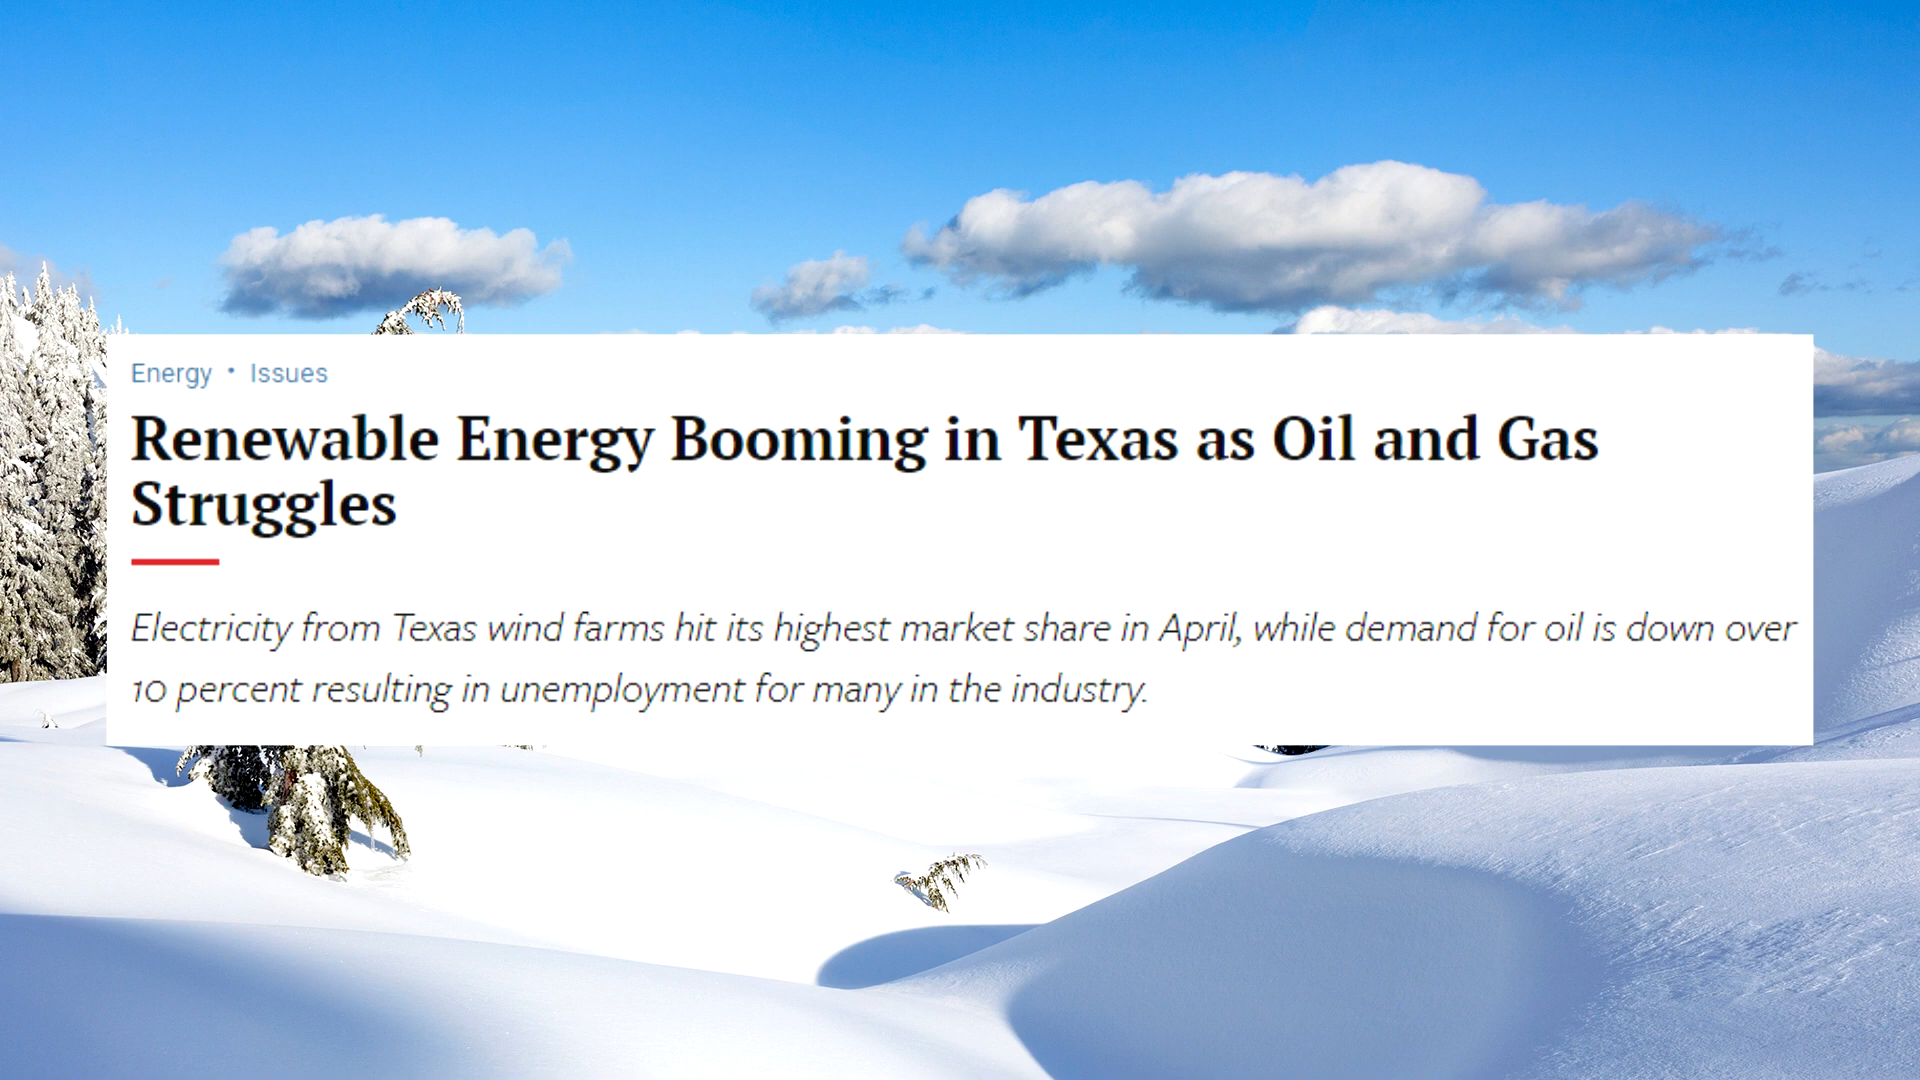 Energy • Issues
Renewable Energy Booming in Texas as Oil and Gas
Struggles
Electricity from Texas wind farms hit its highest market share in April, while demand for oil is down over
10 percent resulting in unemployment for many in the industry.